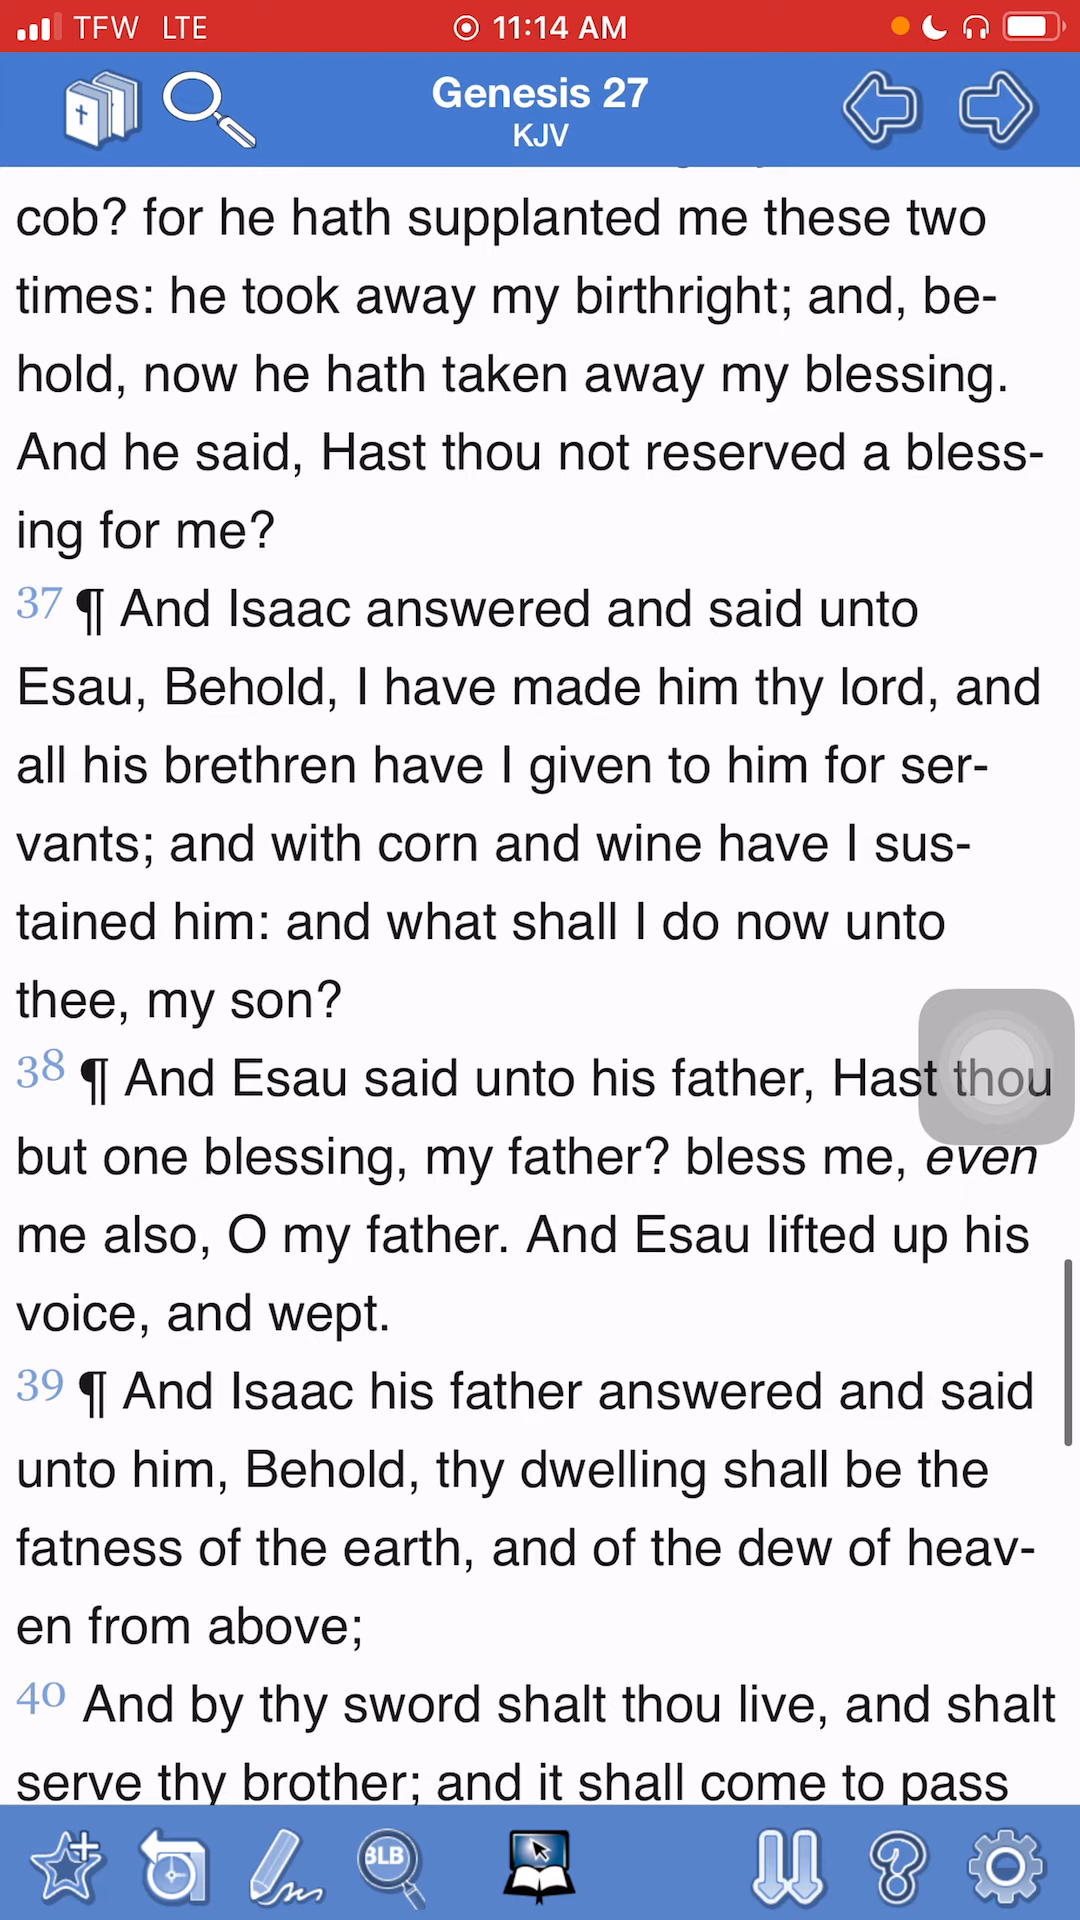 TFW LTE 11:14 AM
Genesis 27
KJV
cob? for he hath supplanted me these two
times: he took away my birthright; and, be-
hold, now he hath taken away my blessing.
And he said, Hast thou not reserved a bless-
ing for me?
37 ¶ And Isaac answered and said unto
Esau, Behold, I have made him thy lord, and
all his brethren have I given to him for ser-
vants; and with corn and wine have I sus-
tained him: and what shall I do now unto
thee, my son?
38 ¶ And Esau said unto his father, Hast thou
but one blessing, my father? bless me, even
me also, O my father. And Esau lifted up his
voice, and wept.
39 ¶ And Isaac his father answered and said
unto him, Behold, thy dwelling shall be the
fatness of the earth, and of the dew of heav-
en from above;
40 And by thy sword shalt thou live, and shalt
serve thy brother; and it shall come to pass
BLB